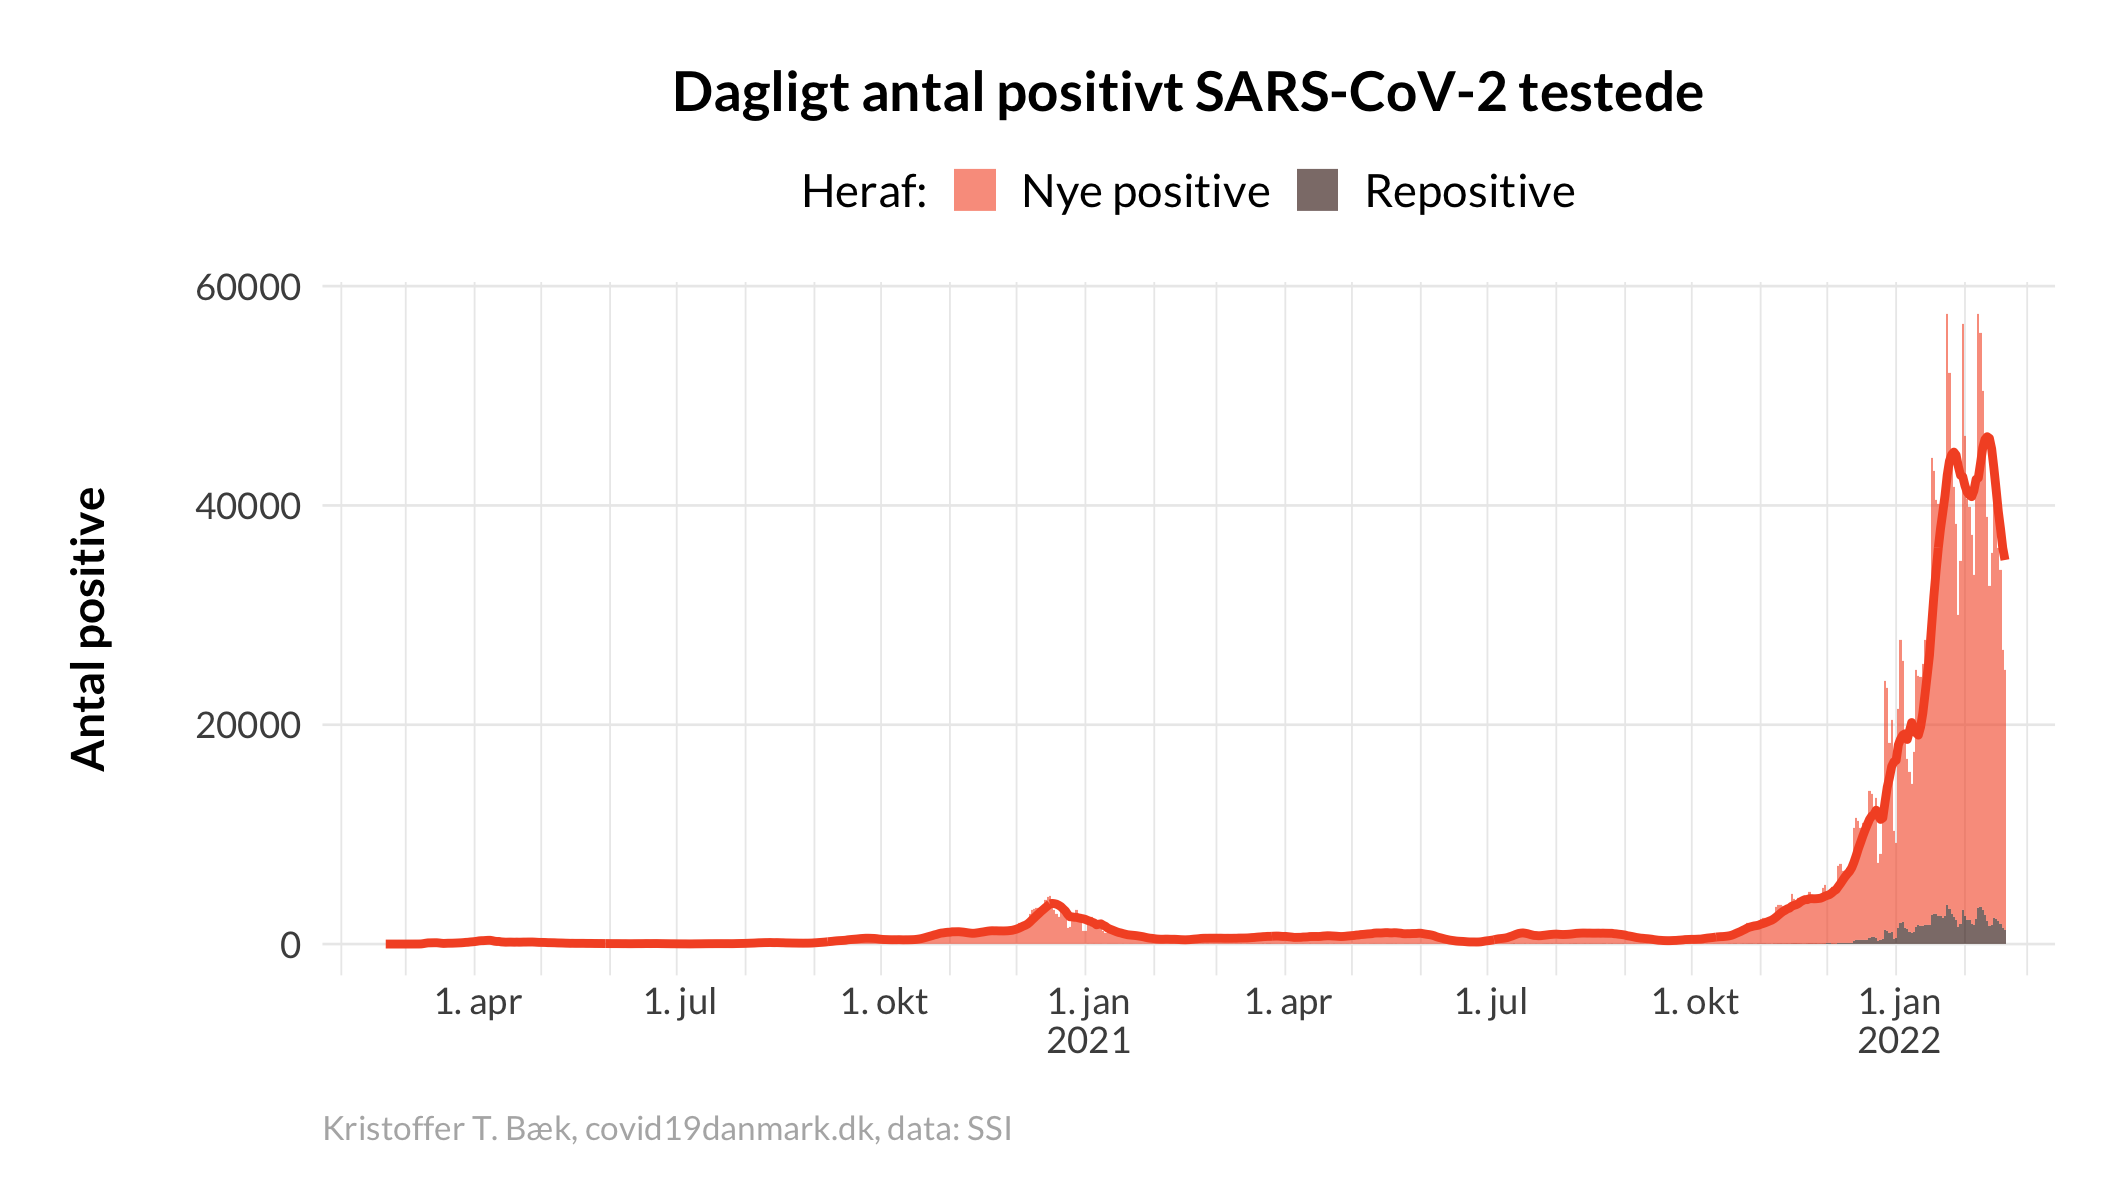 Dagligt antal positivt SARS-CoV-2 testede
Heraf: Nye positive Repositive
Antal positive
60000
40000
20000
0
1. apr 1. jul 1. okt 1. jan 1. apr 1. jul 1. okt 1. jan
2021 2022
Kristoffer T. Bæk, covid19danmark.dk, data: SSI